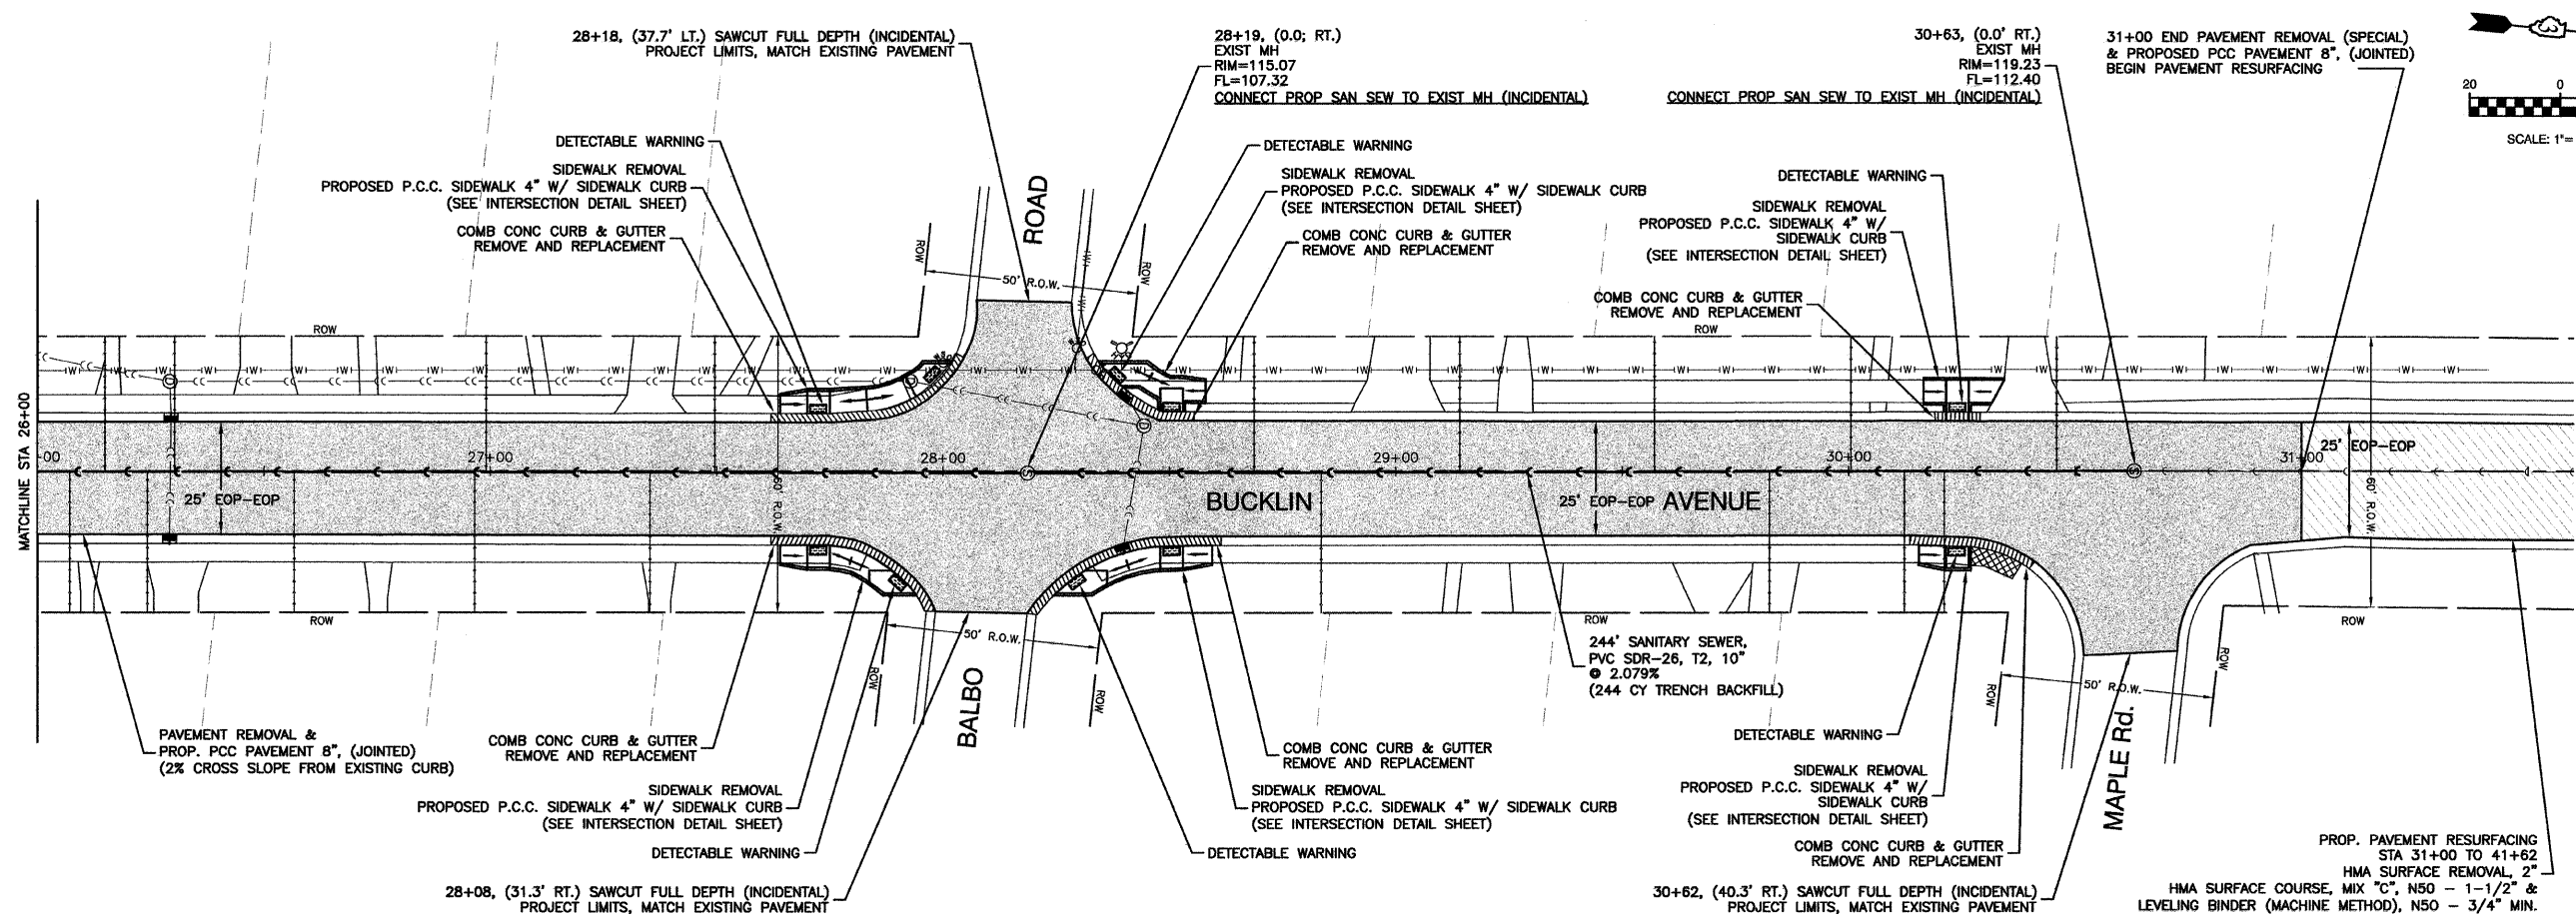 28+18, (37.7' LT.) SAWCUT FULL DEPTH (INCIDENTAL)
PROJECT LIMITS, MATCH EXISTING PAVEMENT
28+19, (0.0; RT.)
EXIST MH
RIM=115.07
FL=107.32
CONNECT PROP SAN SEW TO EXIST MH (INCIDENTAL)
30+63, (0.0' RT.)
EXIST MH
RIM=119.23
FL=112.40
CONNECT PROP SAN SEW TO EXIST MH (INCIDENTAL)
31+00 END PAVEMENT REMOVAL (SPECIAL)
& PROPOSED PCC PAVEMENT 8", (JOINTED)
BEGIN PAVEMENT RESURFACING
20 0
SCALE: 1"=
DETECTABLE WARNING
SIDEWALK REMOVAL
PROPOSED P.C.C. SIDEWALK 4" W/ SIDEWALK CURB
(SEE INTERSECTION DETAIL SHEET)
COMB CONC CURB & GUTTER
REMOVE AND REPLACEMENT
ROAD
DETECTABLE WARNING
SIDEWALK REMOVAL
PROPOSED P.C.C. SIDEWALK 4" W/ SIDEWALK CURB
(SEE INTERSECTION DETAIL SHEET)
COMB CONC CURB & GUTTER
REMOVE AND REPLACEMENT
DETECTABLE WARNING
SIDEWALK REMOVAL
PROPOSED P.C.C. SIDEWALK 4" W/
SIDEWALK CURB
(SEE INTERSECTION DETAIL SHEET)
COMB CONC CURB & GUTTER
REMOVE AND REPLACEMENT
ROW
50' R.O.W.
ROW
ROW
ROW
MATCHLINE STA 26+00
+00
27+00
28+00
29+00
30+00
31+00
25' EOP-EOP
60' R.O.W.
BUCKLIN
25' EOP-EOP
AVENUE
25' EOP-EOP
60' R.O.W.
ROW
50' R.O.W.
ROW
ROW
BALBO
ROW
244' SANITARY SEWER,
PVC SDR-26, T2, 10"
@ 2.079%
(244 CY TRENCH BACKFILL)
ROW
50' R.O.W.
ROW
ROW
MAPLE Rd.
PAVEMENT REMOVAL &
PROP. PCC PAVEMENT 8", (JOINTED)
(2% CROSS SLOPE FROM EXISTING CURB)
COMB CONC CURB & GUTTER
REMOVE AND REPLACEMENT
SIDEWALK REMOVAL
PROPOSED P.C.C. SIDEWALK 4" W/ SIDEWALK CURB
(SEE INTERSECTION DETAIL SHEET)
DETECTABLE WARNING
28+08, (31.3' RT.) SAWCUT FULL DEPTH (INCIDENTAL)
PROJECT LIMITS, MATCH EXISTING PAVEMENT
COMB CONC CURB & GUTTER
REMOVE AND REPLACEMENT
SIDEWALK REMOVAL
PROPOSED P.C.C. SIDEWALK 4" W/ SIDEWALK CURB
(SEE INTERSECTION DETAIL SHEET)
DETECTABLE WARNING
DETECTABLE WARNING
SIDEWALK REMOVAL
PROPOSED P.C.C. SIDEWALK 4" W/
SIDEWALK CURB
(SEE INTERSECTION DETAIL SHEET)
COMB CONC CURB & GUTTER
REMOVE AND REPLACEMENT
30+62, (40.3' RT.) SAWCUT FULL DEPTH (INCIDENTAL)
PROJECT LIMITS, MATCH EXISTING PAVEMENT
PROP. PAVEMENT RESURFACING
STA 31+00 TO 41+62
HMA SURFACE REMOVAL, 2"
HMA SURFACE COURSE, MIX "C", N50 - 1-1/2" &
LEVELING BINDER (MACHINE METHOD), N50 - 3/4" MIN.